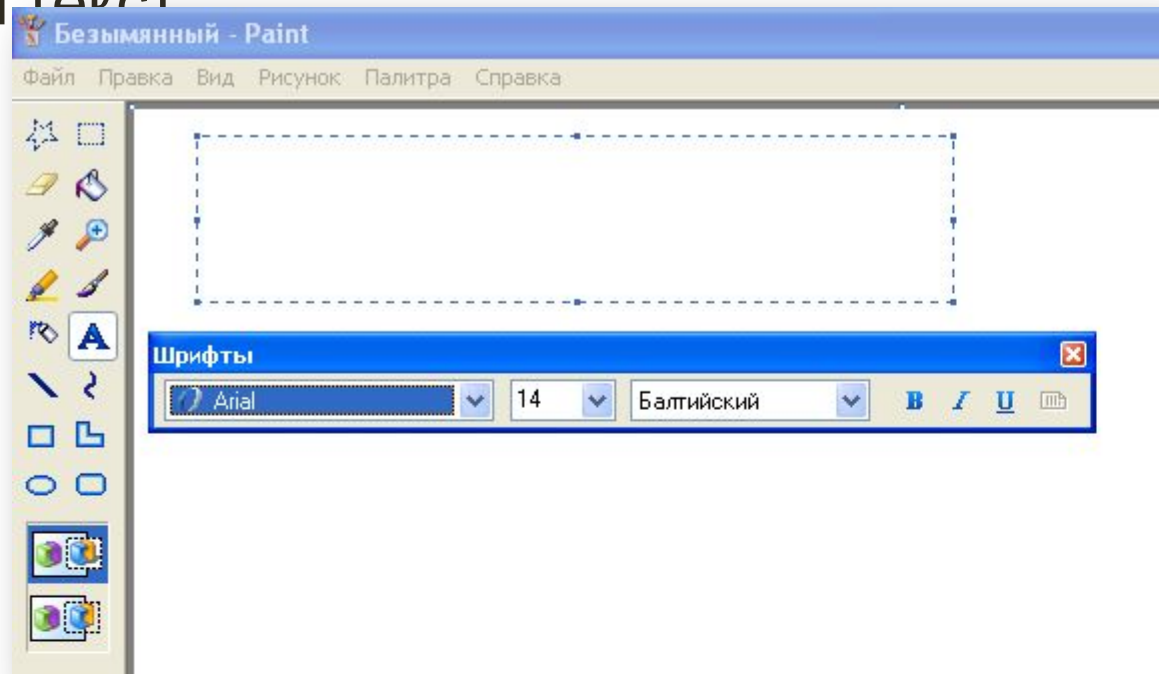 Безымянный - Paint
Файл Правка Вид Рисунок Палитра Справка
A
Шрифты
Arial 14 Балтийский B I U